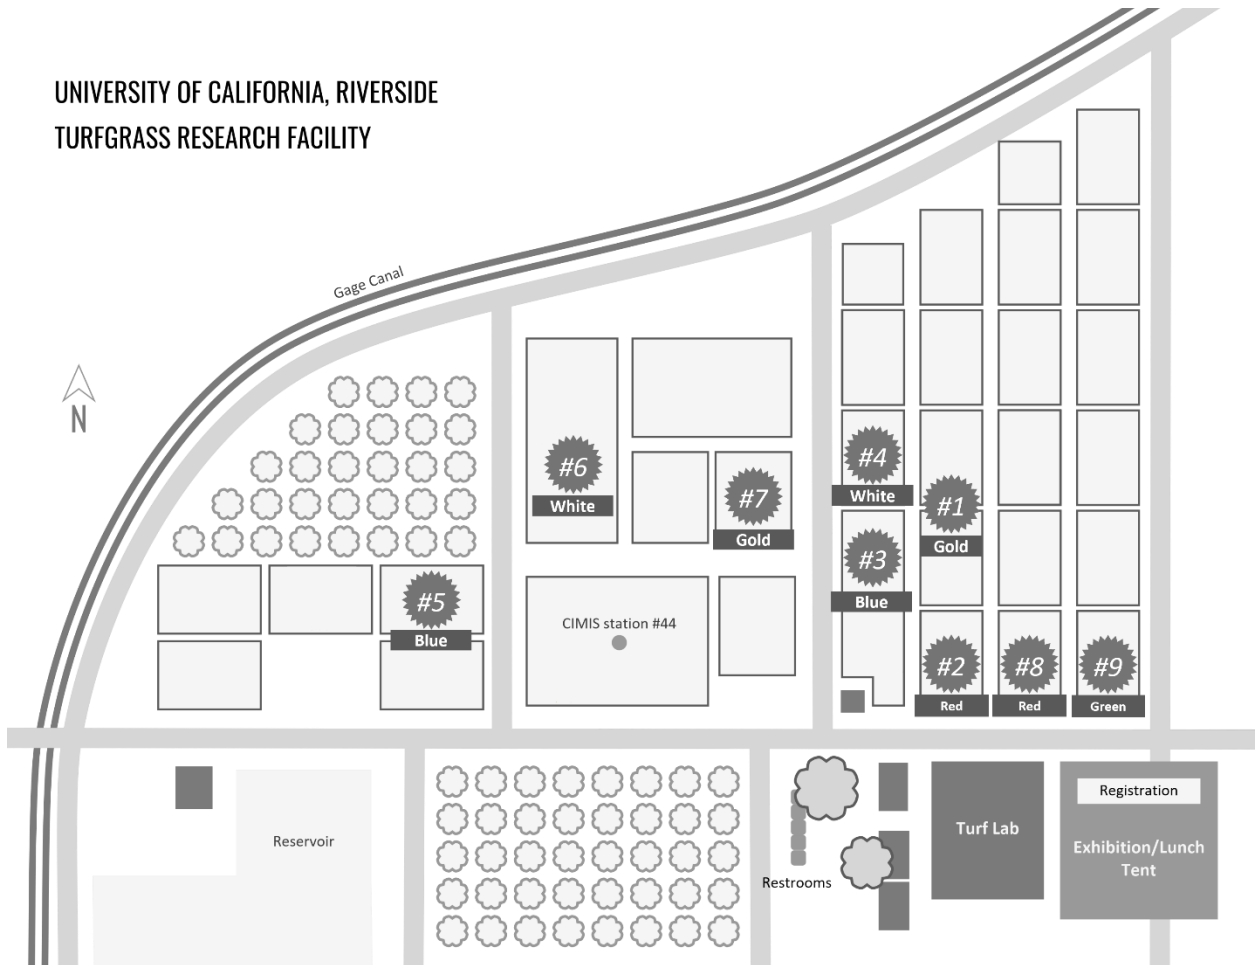 UNIVERSITY OF CALIFORNIA, RIVERSIDE
TURFGRASS RESEARCH FACILITY
Gage Canal
N
#6
White
#7
Gold
#4
White
#1
Gold
#3
Blue
#5
Blue
CIMIS station #44
#2
Red
#8
Red
#9
Green
Reservoir
Restrooms
Turf Lab
Registration
Exhibition/Lunch
Tent